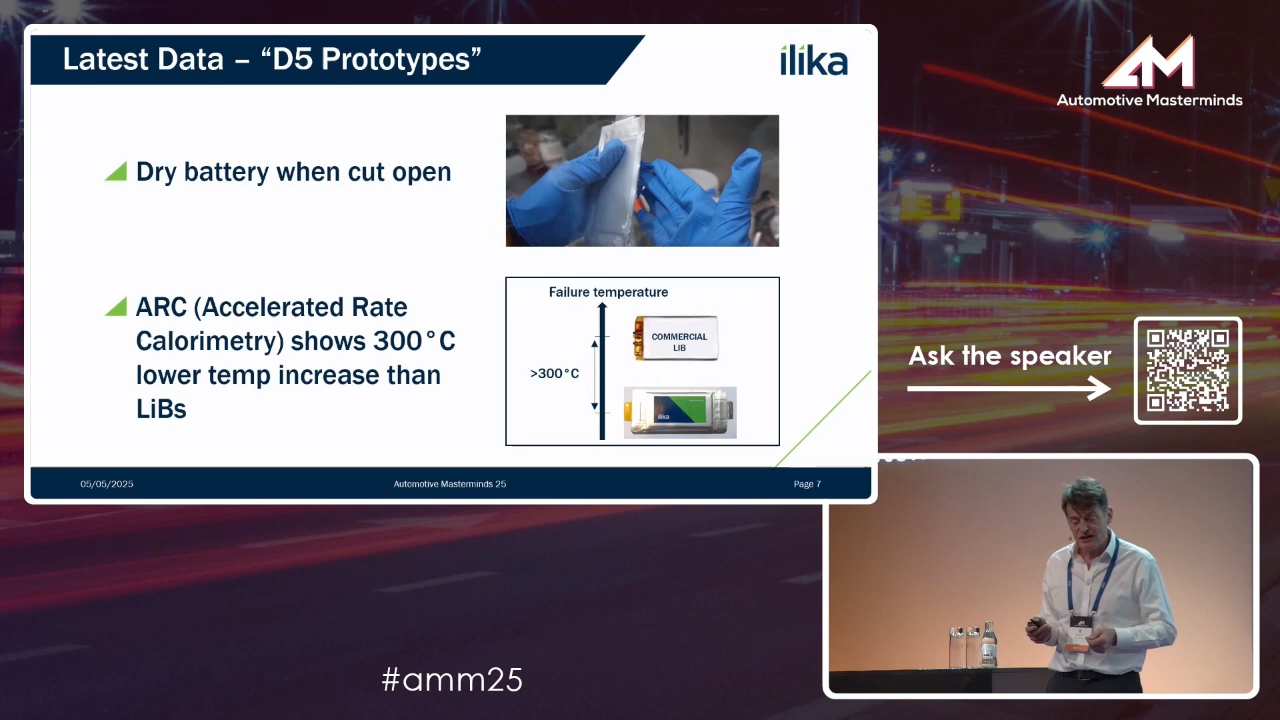 Latest Data – “D5 Prototypes”
ilika
Dry battery when cut open
ARC (Accelerated Rate
Calorimetry) shows 300°C
lower temp increase than
LiBs
Failure temperature
COMMERCIAL
LIB
>300°C
ilika
05/05/2025
Automotive Masterminds 25
Page 7
AM
Automotive Masterminds
Ask the speaker
#amm25